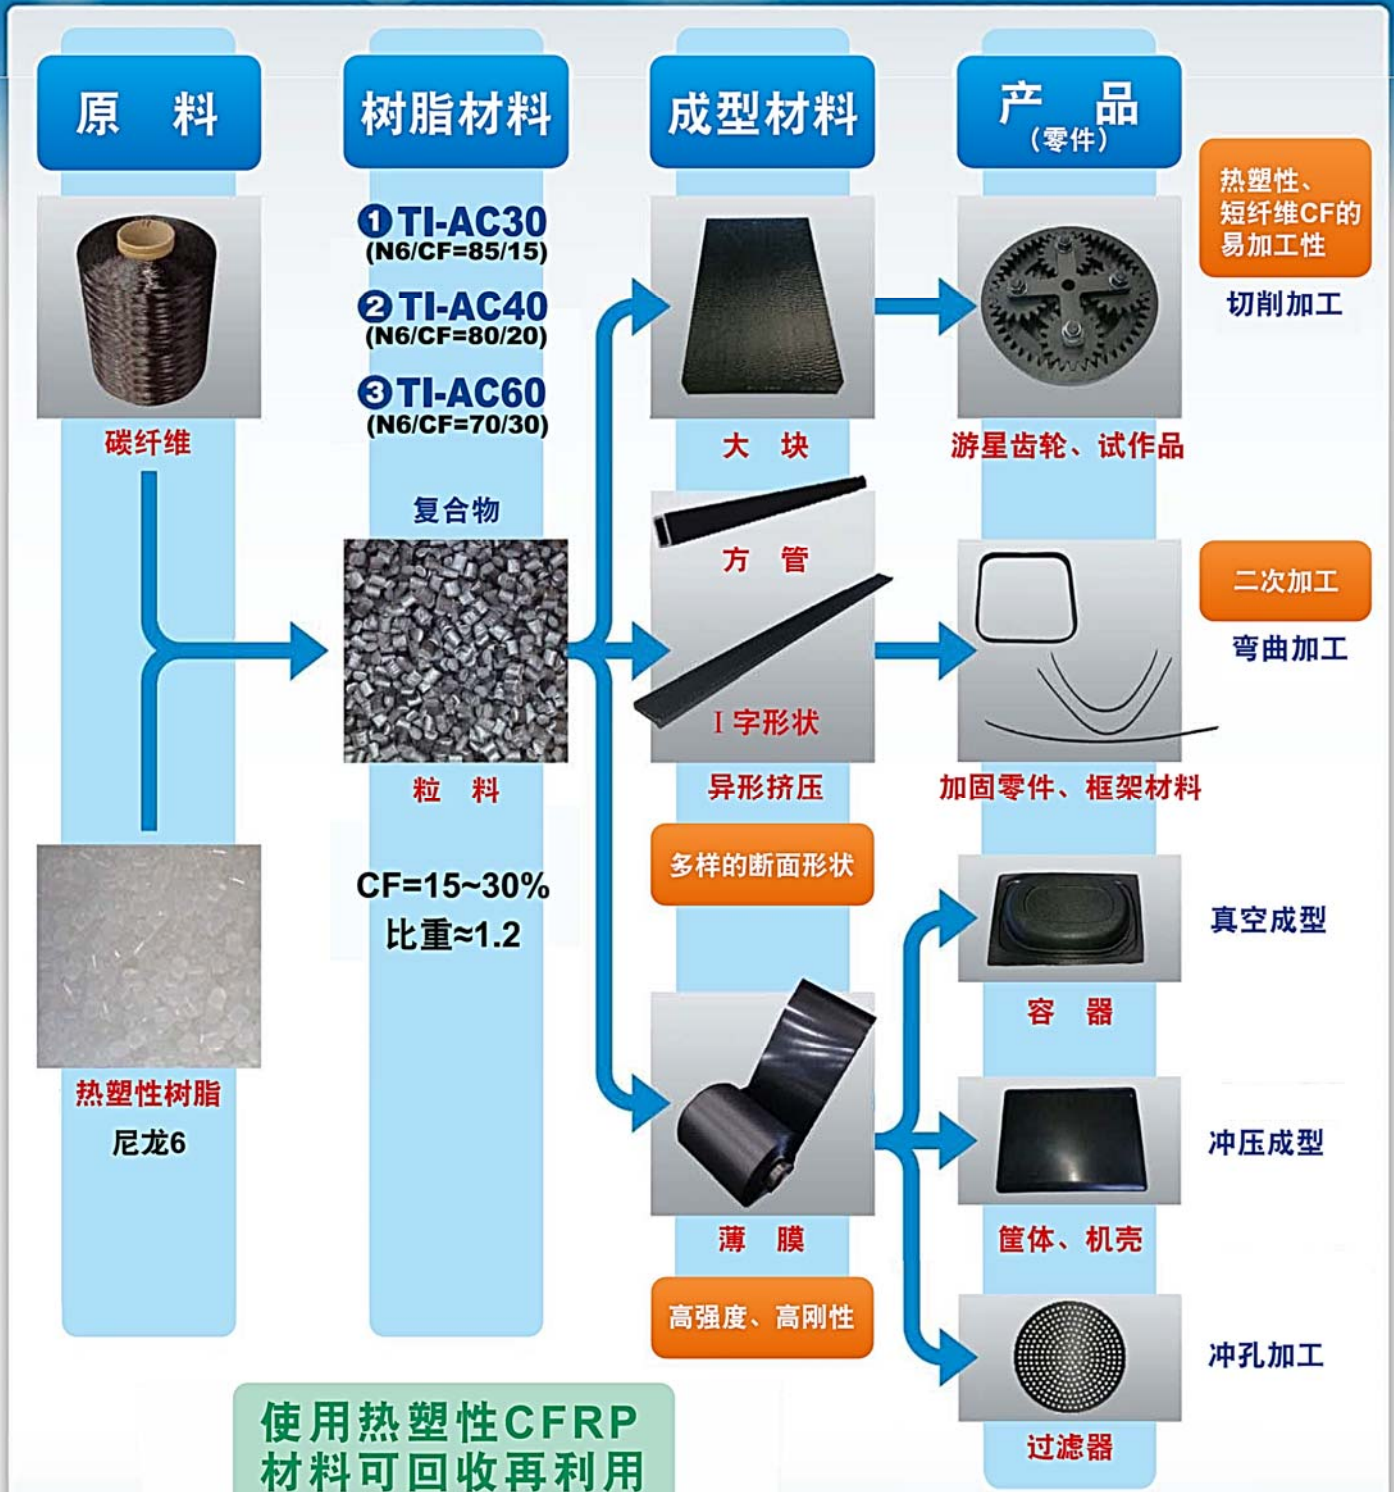 原 料
树脂材料
成型材料
产 品
（零件）
热塑性、
短纤维CF的
易加工性
切削加工
❶TI-AC30
(N6/CF=85/15)
❷TI-AC40
(N6/CF=80/20)
❸TI-AC60
(N6/CF=70/30)
碳纤维
大 块
游星齿轮、试作品
复合物
方 管
二次加工
弯曲加工
I 字形状
粒 料
异形挤压
加固零件、框架材料
多样的断面形状
CF=15~30%
比重≈1.2
真空成型
容 器
热塑性树脂
尼龙6
冲压成型
薄 膜
筐体、机壳
高强度、高刚性
冲孔加工
过滤器
使用热塑性CFRP
材料可回收再利用